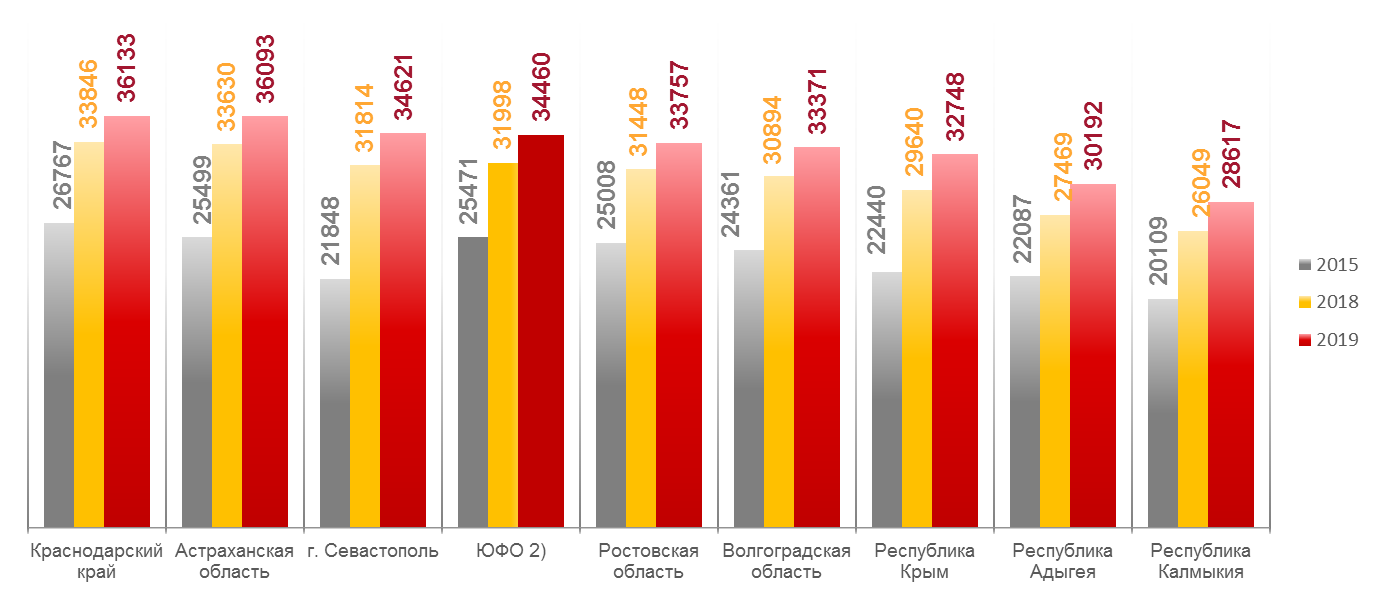 26767
33846
36133
25499
33630
36093
21848
31814
34621
25471
31998
34460
25008
31448
33757
24361
30894
33371
22440
29640
32748
22087
27469
30192
20109
26049
28617
2015
2018
2019
Краснодарский
край
Астраханская
область
г. Севастополь
ЮФО 2)
Ростовская
область
Волгоградская
область
Республика
Крым
Республика
Адыгея
Республика
Калмыкия